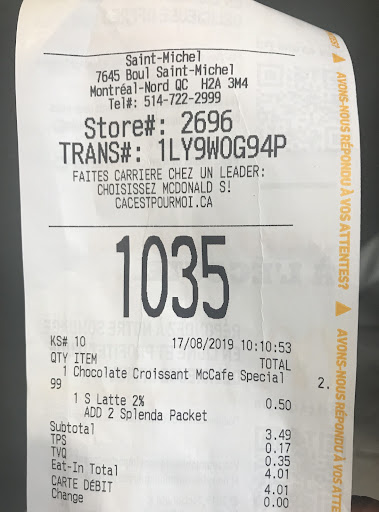 Saint-Michel
7645 Boul Saint-Michel
Montréal-Nord QC H2A 3M4
Tel#: 514-722-2999
Store#: 2696
TRANS#: 1LY9WOG94P
FAITES CARRIERE CHEZ UN LEADER:
CHOISISSEZ MCDONALD S!
CACESTPOURMOI.CA
1035
KS# 10 17/08/2019 10:10:53
QTY ITEM TOTAL
1 Chocolate Croissant McCafe Special 2.
99
1 S Latte 2% 0.50
ADD 2 Splenda Packet
Subtotal 3.49
TPS 0.17
TVQ 0.35
Eat-In Total 4.01
CARTE DÉBIT 4.01
Change 0.00
AVONS-NOUS RÉPONDU À VOS ATTENTES?
AVONS-NOUS RÉPONDU À VOS ATTENTES?